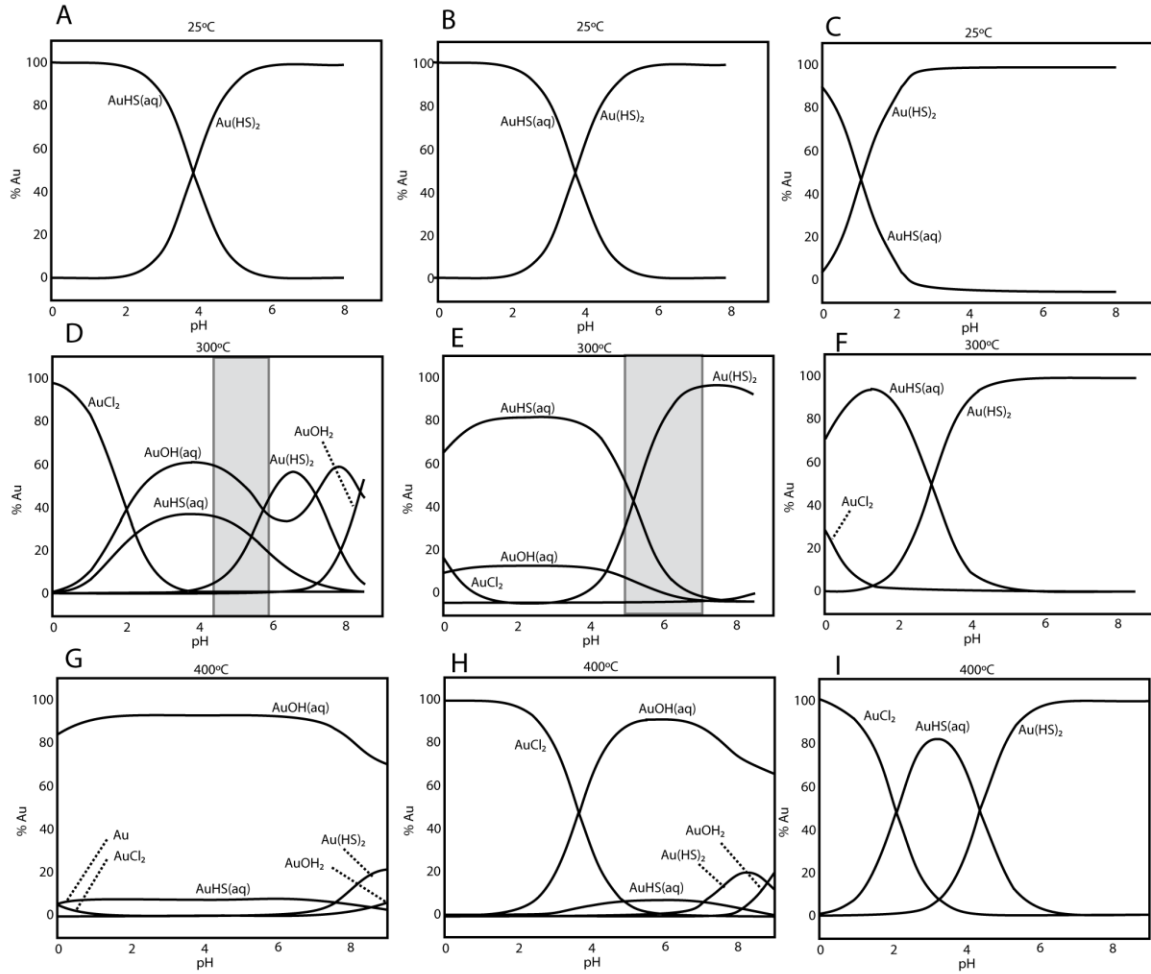 A
25ºC
% Au
100
80
60
40
20
0
AuHS(aq)
Au(HS)₂
0 2 4 6 8
pH
B
25ºC
% Au
100
80
60
40
20
0
AuHS(aq)
Au(HS)₂
0 2 4 6 8
pH
C
25ºC
% Au
100
80
60
40
20
0
Au(HS)₂
AuHS(aq)
0 2 4 6 8
pH
D
300ºC
% Au
100
80
60
40
20
0
AuCl₂
AuOH(aq)
AuHS(aq)
Au(HS)₂
AuOH₂
0 2 4 6 8
pH
E
300ºC
% Au
100
80
60
40
20
0
AuHS(aq)
Au(HS)₂
AuOH(aq)
AuCl₂
0 2 4 6 8
pH
F
300ºC
% Au
100
80
60
40
20
0
AuHS(aq)
Au(HS)₂
AuCl₂
0 2 4 6 8
pH
G
400ºC
% Au
100
80
60
40
20
0
AuOH(aq)
Au
AuCl₂
AuHS(aq)
Au(HS)₂
AuOH₂
0 2 4 6 8
pH
H
400ºC
% Au
100
80
60
40
20
0
AuCl₂
AuOH(aq)
AuOH₂
Au(HS)₂
AuHS(aq)
0 2 4 6 8
pH
I
400ºC
% Au
100
80
60
40
20
0
AuCl₂
AuHS(aq)
Au(HS)₂
0 2 4 6 8
pH